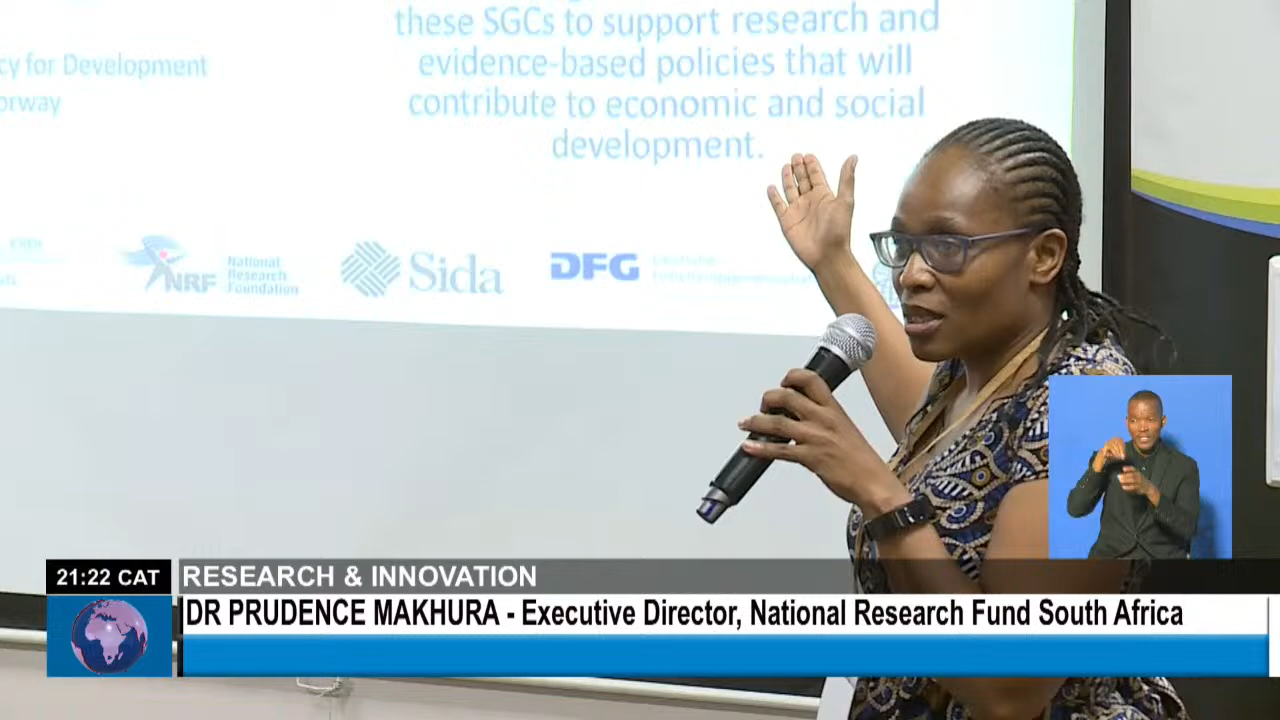 these SGCs to support research and
cy for Development
evidence-based policies that will
orway
contribute to economic and social
development.
NRF
National
Research
Foundation
Sida
DFG
21:22 CAT
RESEARCH & INNOVATION
DR PRUDENCE MAKHURA - Executive Director, National Research Fund South Africa